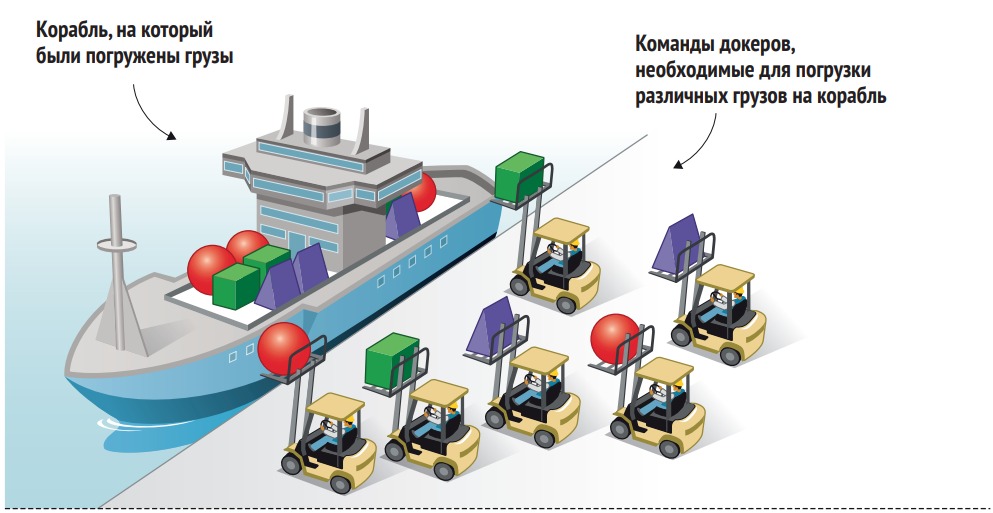 Корабль, на который
были погружены грузы
Команды докеров,
необходимые для погрузки
различных грузов на корабль